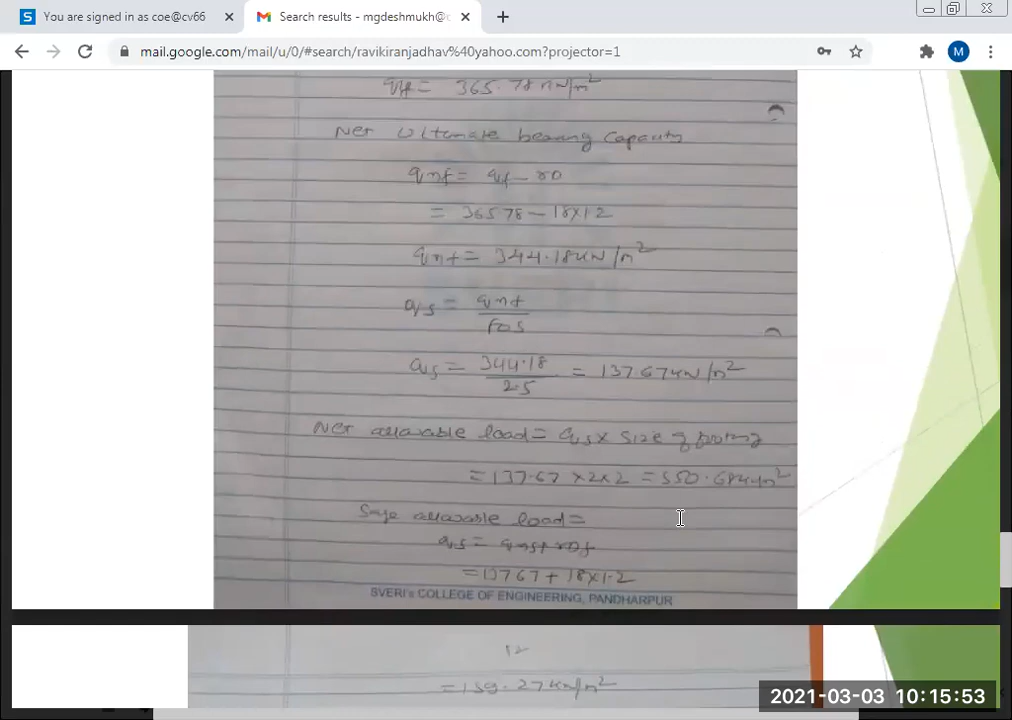 You are signed in as coe@cv66
Search results - mgdeshmukh@c
mail.google.com/mail/u/0/#search/ravikiranjadhav%40yahoo.com?projector=1
M
qf = 365.78 kN/m²
Net Ultimate bearing Capacity
qnf = qf - γD
= 365.78 - 18×1.2
qnf = 344.18 kN/m²
qs = qnf
FOS
qs = 344.18 = 137.67 kN/m²
2.5
Net allowable load = qs × size of footing
= 137.67 ×2×2 = 550.68 kN/m²
Safe allowable load =
qs =
= 137.67 + 18×1.2
SVERI's COLLEGE OF ENGINEERING, PANDHARPUR
12
= 159.27 kN/m²
2021-03-03 10:15:53